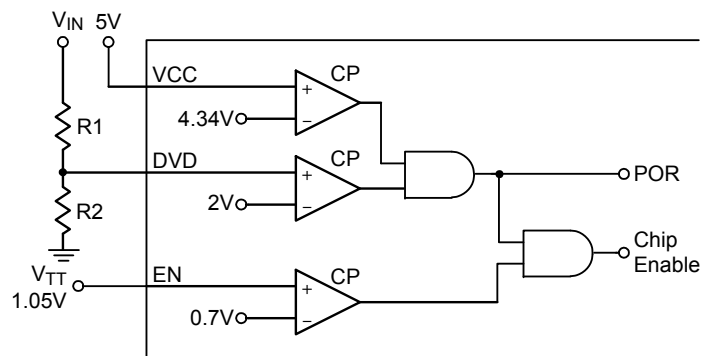 VIN 5V
VCC
CP
+
4.34V
−
R1
DVD
CP
+
R2
2V
−
POR
Chip
Enable
VTT
1.05V
EN
CP
+
0.7V
−